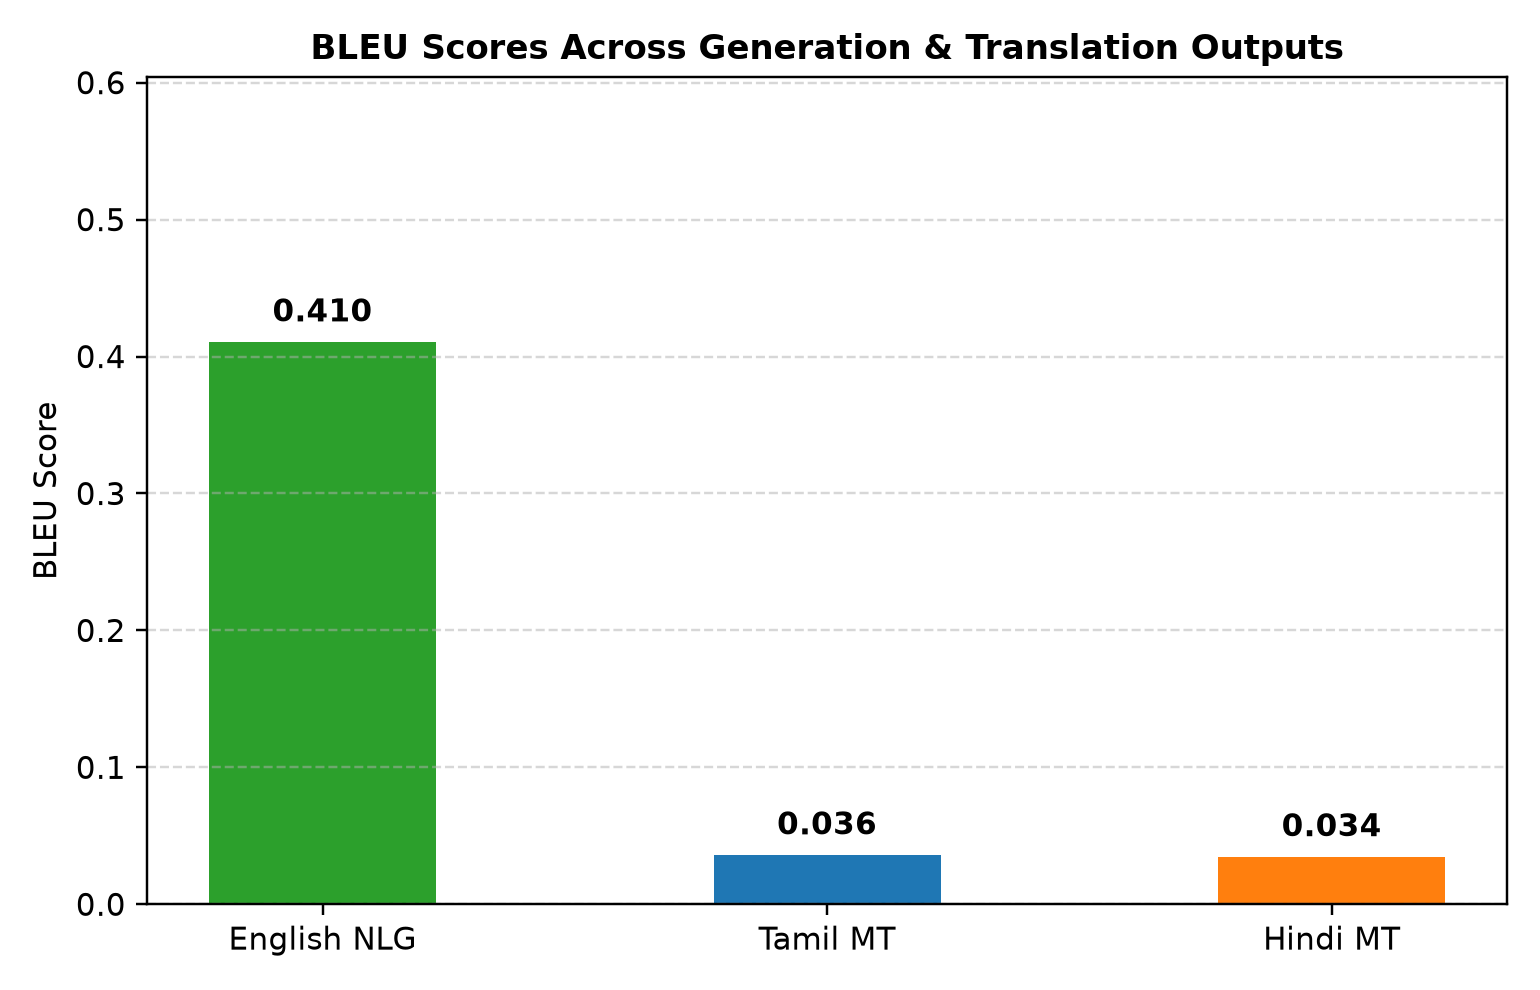 BLEU Scores Across Generation & Translation Outputs
0.6
0.5
0.4
0.3
0.2
0.1
0.0
BLEU Score
0.410
0.036
0.034
English NLG
Tamil MT
Hindi MT